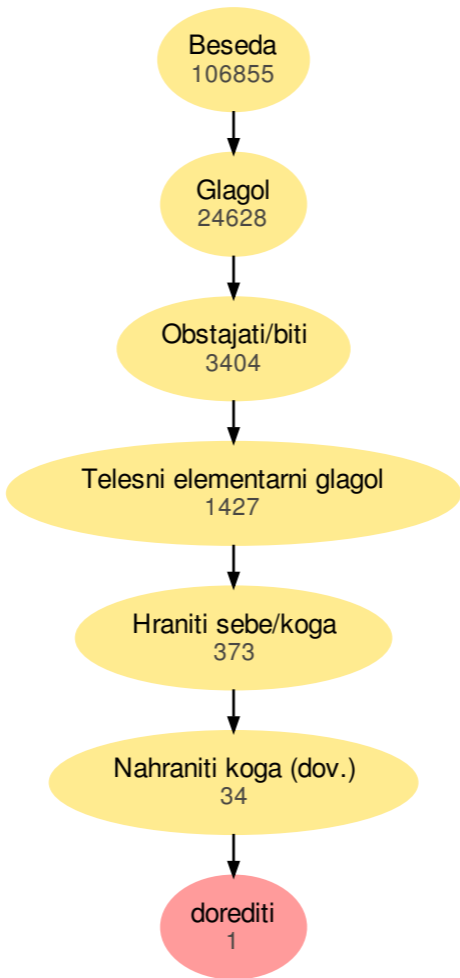 Beseda
106855
Glagol
24628
Obstajati/biti
3404
Telesni elementarni glagol
1427
Hraniti sebe/koga
373
Nahraniti koga (dov.)
34
dorediti
1